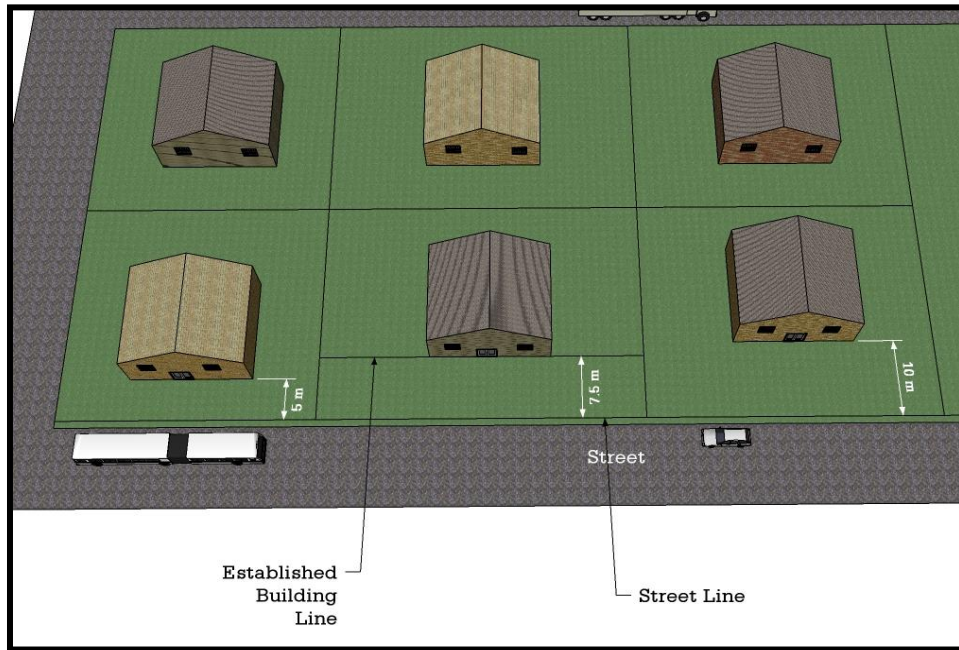 5 m
7.5 m
10 m
Street
Established
Building
Line
Street Line